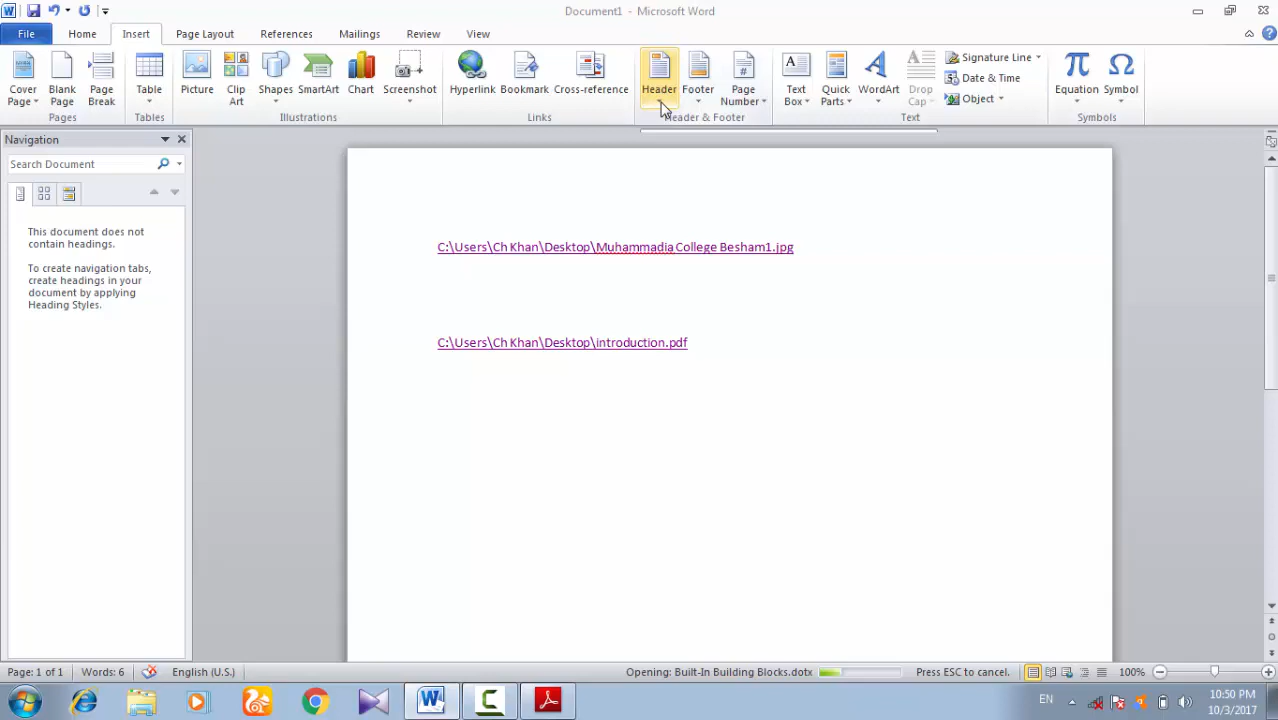 Document1 - Microsoft Word
File Home Insert Page Layout References Mailings Review View
Cover Page Blank Page Page Break Table Picture Clip Art Shapes SmartArt Chart Screenshot Hyperlink Bookmark Cross-reference Header Footer Page Number Text Box Quick Parts WordArt Drop Cap Signature Line Date & Time Object Equation Symbol
Pages Tables Illustrations Links Header & Footer Text Symbols
Navigation
Search Document
This document does not
contain headings.
To create navigation tabs,
create headings in your
document by applying
Heading Styles.
C:\Users\Ch Khan\Desktop\Muhammadia College Besham1.jpg
C:\Users\Ch Khan\Desktop\introduction.pdf
Page: 1 of 1 Words: 6 English (U.S.) Opening: Built-In Building Blocks.dotx Press ESC to cancel. 100%
EN 10:50 PM
10/3/2017